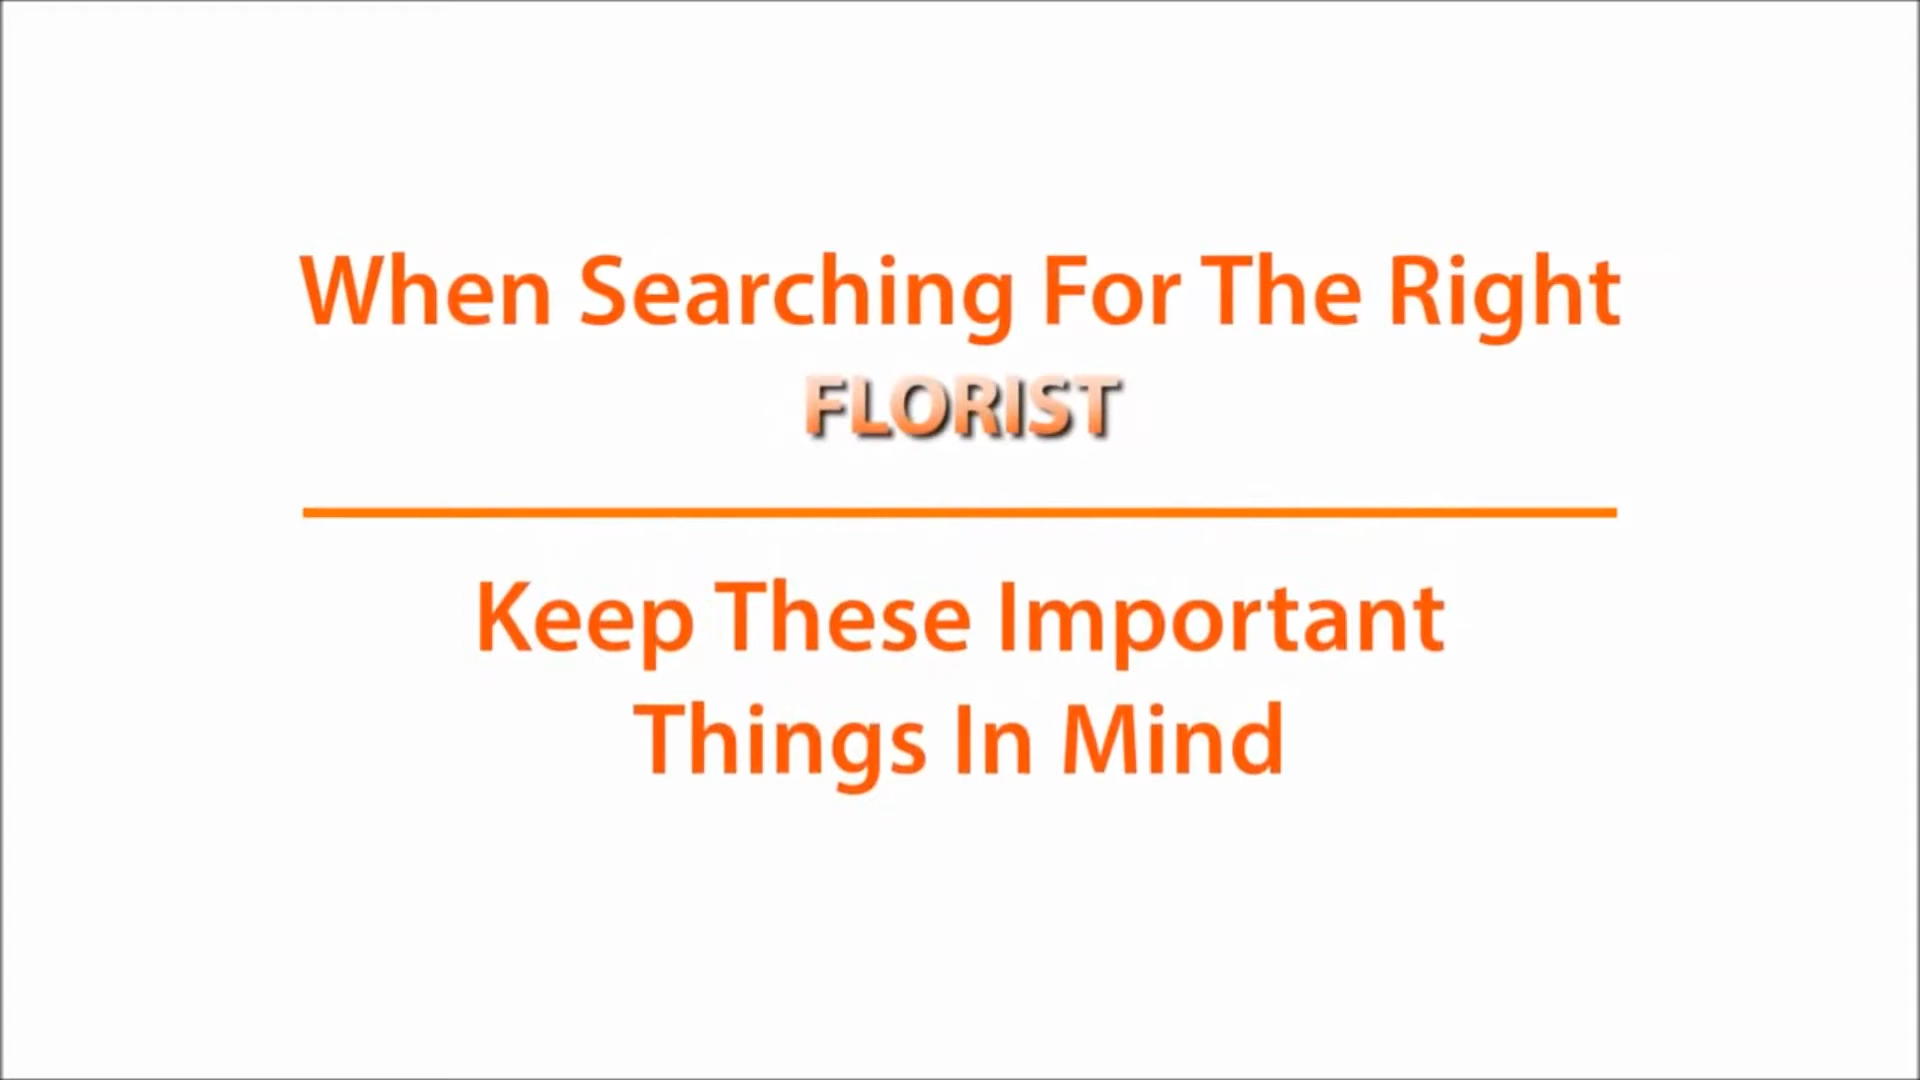 When Searching For The Right
FLORIST
Keep These Important
Things In Mind